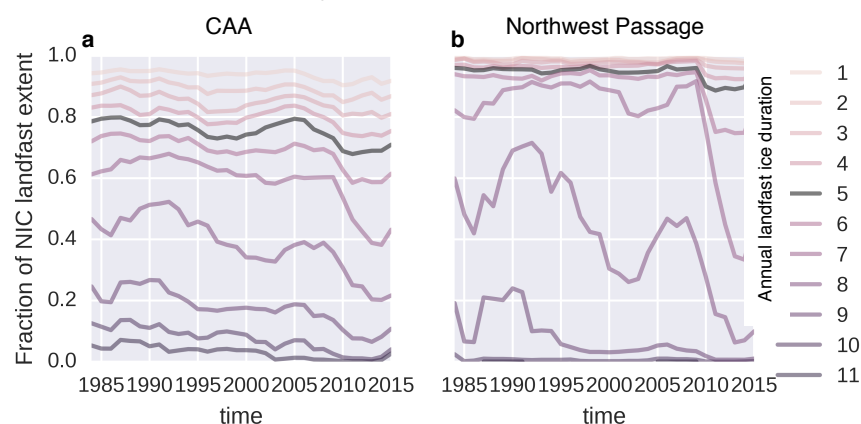 CAA
Northwest Passage
a
b
Fraction of NIC landfast extent
1.0
0.8
0.6
0.4
0.2
0.0
1985 1990 1995 2000 2005 2010 2015
time
1985 1990 1995 2000 2005 2010 2015
time
Annual landfast ice duration
1
2
3
4
5
6
7
8
9
10
11